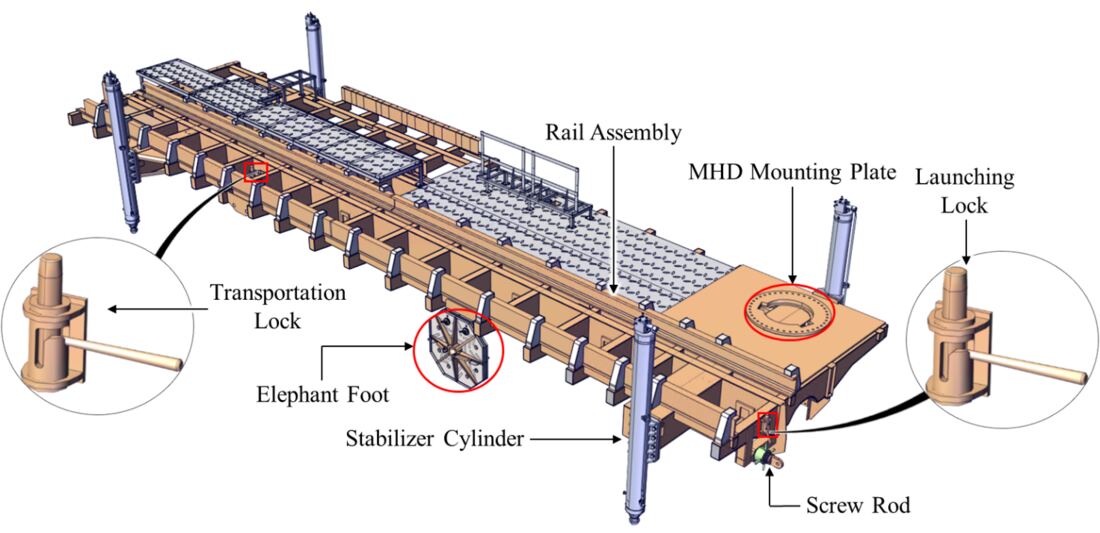 Rail Assembly
MHD Mounting Plate
Launching
Lock
Transportation
Lock
Elephant Foot
Stabilizer Cylinder
Screw Rod